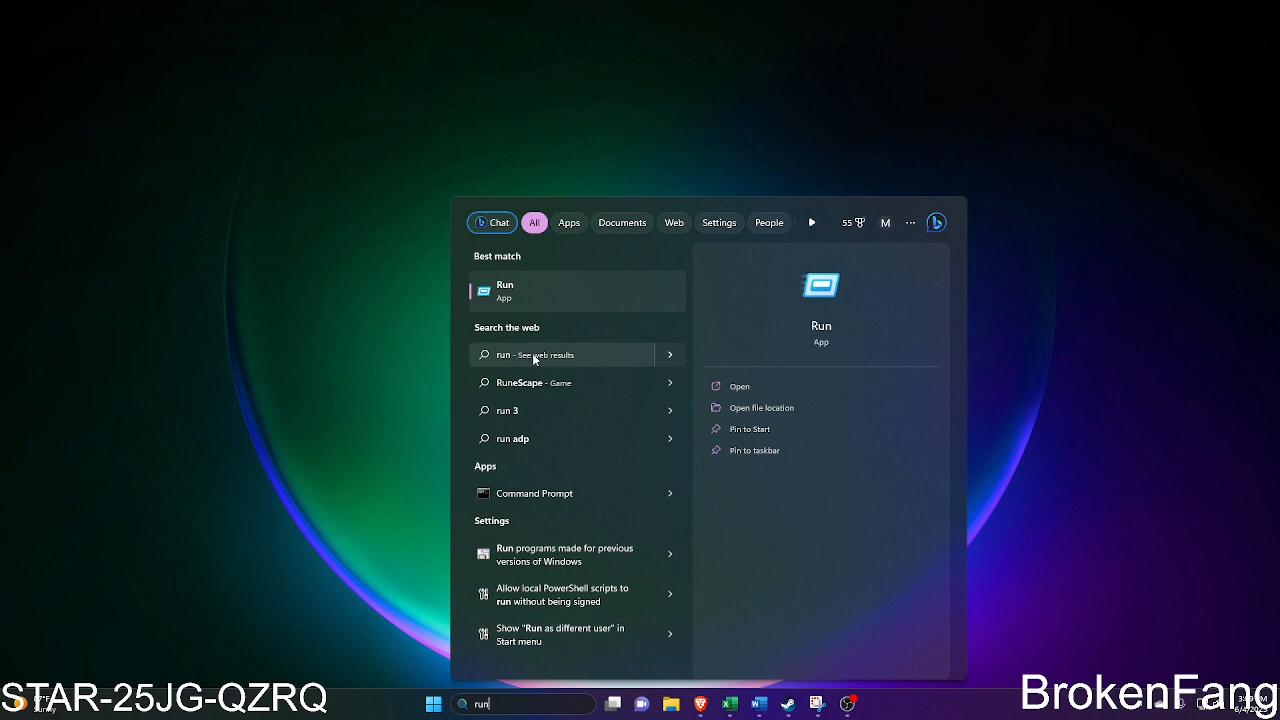 Chat All Apps Documents Web Settings People 55 M ...
Best match
Run
App
Search the web
run - See web results
RuneScape - Game
run 3
run adp
Apps
Command Prompt
Settings
Run programs made for previous
versions of Windows
Allow local PowerShell scripts to
run without being signed
Show "Run as different user" in
Start menu
Run
App
Open
Open file location
Pin to Start
Pin to taskbar
STAR-25JG-QZRQ
run
BrokenFang